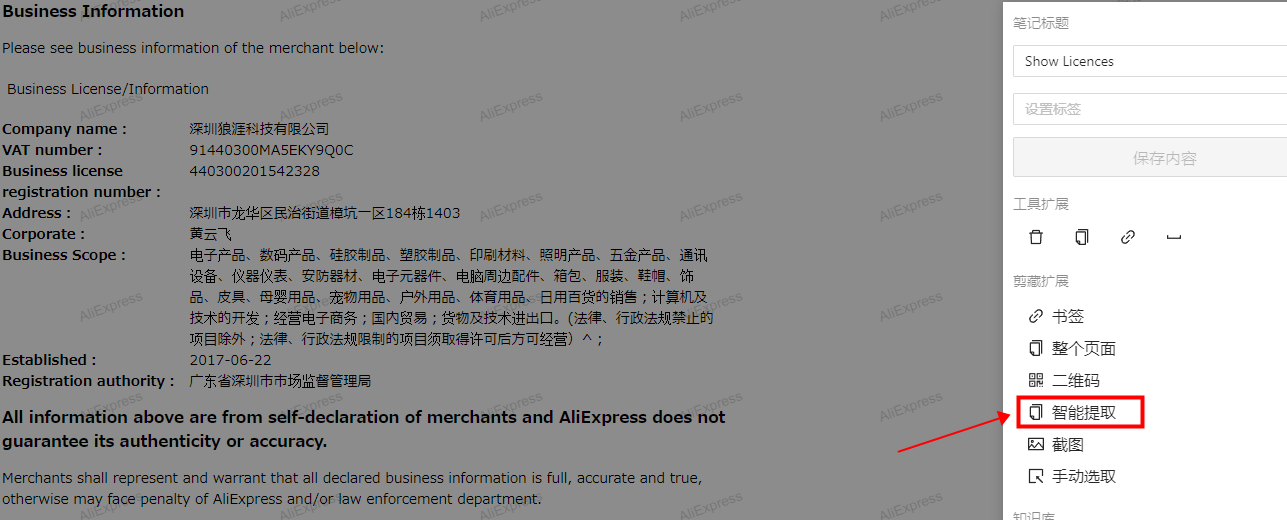 Business Information
Please see business information of the merchant below:
Business License/Information
Company name : 深圳狼涯科技有限公司
VAT number : 91440300MA5EKY9Q0C
Business license 440300201542328
registration number :
Address : 深圳市龙华区民治街道樟坑一区184栋1403
Corporate : 黄云飞
Business Scope : 电子产品、数码产品、硅胶制品、塑胶制品、印刷材料、照明产品、五金产品、通讯
设备、仪器仪表、安防器材、电子元器件、电脑周边配件、箱包、服装、鞋帽、饰
品、皮具、母婴用品、宠物用品、户外用品、体育用品、日用百货的销售；计算机及
技术的开发；经营电子商务；国内贸易；货物及技术进出口。(法律、行政法规禁止的
项目除外；法律、行政法规限制的项目须取得许可后方可经营）^；
Established : 2017-06-22
Registration authority : 广东省深圳市市场监督管理局
All information above are from self-declaration of merchants and AliExpress does not
guarantee its authenticity or accuracy.
Merchants shall represent and warrant that all declared business information is full, accurate and true,
otherwise may face penalty of AliExpress and/or law enforcement department.
AliExpress
笔记标题
Show Licences
设置标签
保存内容
工具扩展
剪藏扩展
书签
整个页面
二维码
智能提取
截图
手动选取
知识库